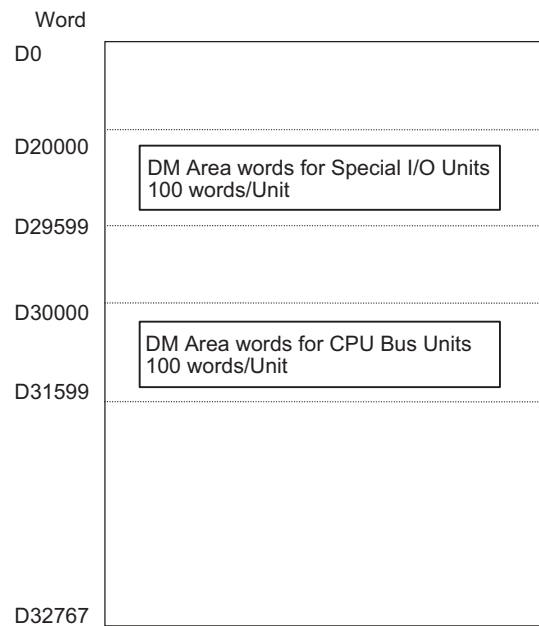 Word
D0
D20000
DM Area words for Special I/O Units
100 words/Unit
D29599
D30000
DM Area words for CPU Bus Units
100 words/Unit
D31599
D32767